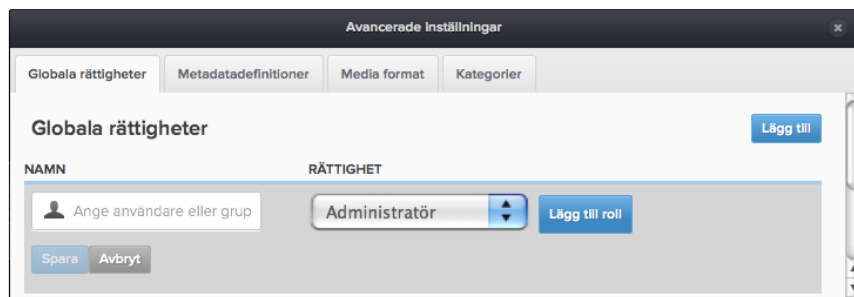 Avancerade inställningar
Globala rättigheter Metadatadefinitioner Media format Kategorier
Globala rättigheter Lägg till
NAMN RÄTTIGHET
Ange användare eller grup Administratör Lägg till roll
Spara Avbryt